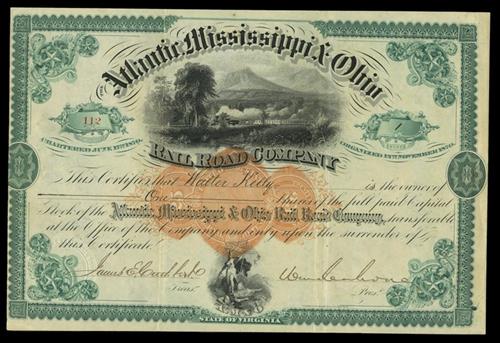 Atlantic, Mississippi & Ohio
112
1
CHARTERED JUNE 17TH 1870.
ORGANIZED 12TH NOVEMBER 1870.
RAIL ROAD COMPANY
This Certifies that Walter Kelly is the owner of
One Shares of the full paid Capital
Stock of the Atlantic, Mississippi & Ohio Rail Road Company, transferable
at the Office of the Company and only upon the surrender of
this Certificate.
Treas.
Pres.
STATE OF VIRGINIA